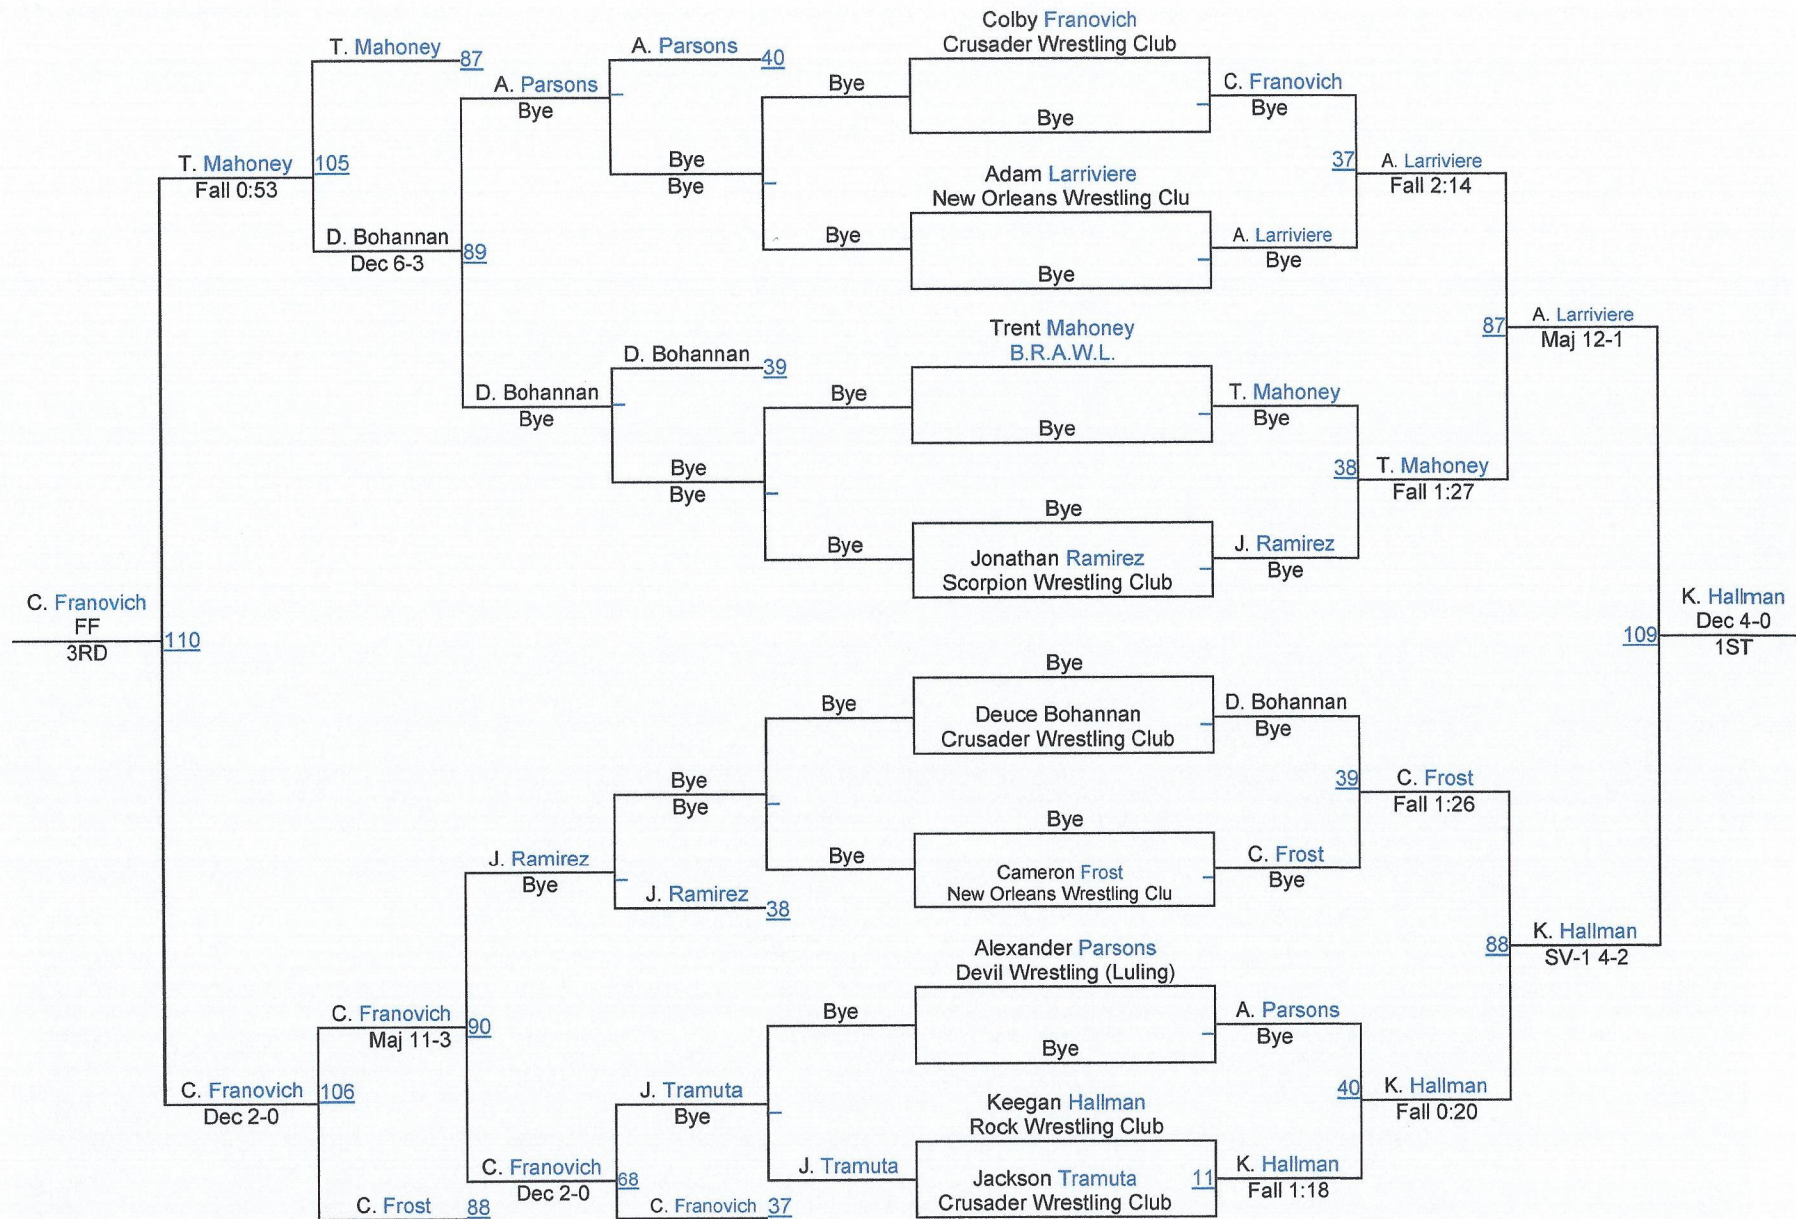 Colby Franovich
Crusader Wrestling Club
T. Mahoney 87
A. Parsons 40
A. Parsons
Bye
Bye
C. Franovich
Bye
Bye
T. Mahoney 105
Fall 0:53
Bye
Bye
Adam Larriviere
New Orleans Wrestling Clu
37 A. Larriviere
Fall 2:14
D. Bohannan 89
Dec 6-3
Bye
A. Larriviere
Bye
Bye
Trent Mahoney
B.R.A.W.L.
87 A. Larriviere
Maj 12-1
D. Bohannan 39
D. Bohannan
Bye
Bye
T. Mahoney
Bye
Bye
Bye
Bye
38 T. Mahoney
Fall 1:27
Bye
Bye
Jonathan Ramirez
Scorpion Wrestling Club
J. Ramirez
Bye
C. Franovich
FF
3RD
110
K. Hallman
Dec 4-0
1ST
109
Bye
Bye
Deuce Bohannan
Crusader Wrestling Club
D. Bohannan
Bye
Bye
Bye
39 C. Frost
Fall 1:26
Bye
J. Ramirez
Bye
Bye
Cameron Frost
New Orleans Wrestling Clu
C. Frost
Bye
J. Ramirez 38
Alexander Parsons
Devil Wrestling (Luling)
88 K. Hallman
SV-1 4-2
C. Franovich 90
Maj 11-3
Bye
A. Parsons
Bye
Bye
C. Franovich 106
Dec 2-0
J. Tramuta
Bye
Keegan Hallman
Rock Wrestling Club
40 K. Hallman
Fall 0:20
C. Franovich 68
Dec 2-0
J. Tramuta
Jackson Tramuta
Crusader Wrestling Club
11 K. Hallman
Fall 1:18
C. Frost 88
C. Franovich 37